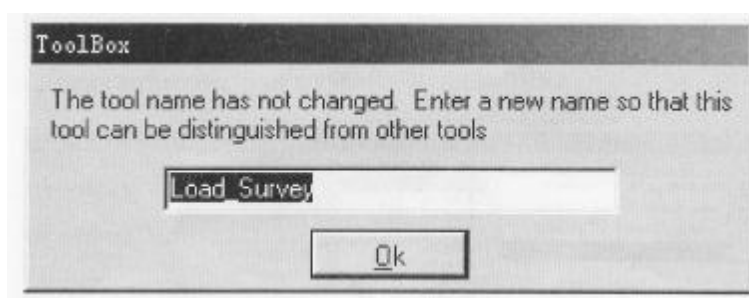 ToolBox
The tool name has not changed. Enter a new name so that this
tool can be distinguished from other tools
Load_Survey
Ok